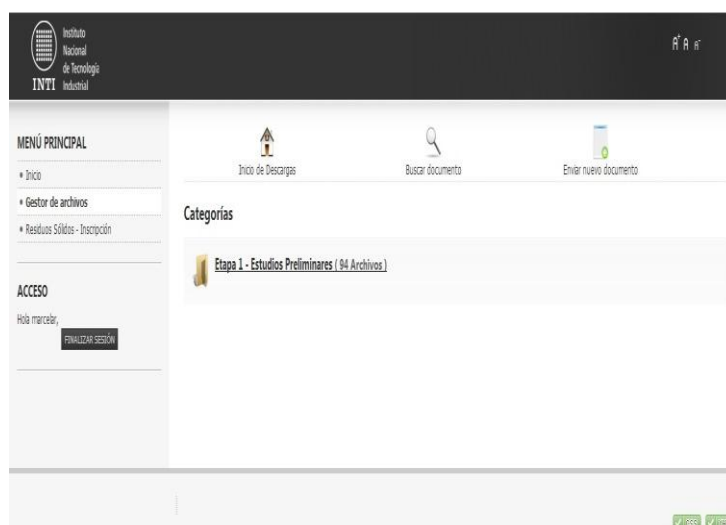 Instituto
Nacional
de Tecnología
INTI Industrial
A+ A A-
MENÚ PRINCIPAL
Inicio
Gestor de archivos
Residuos Sólidos - Inscripción
ACCESO
Hola marcelar,
FINALIZAR SESIÓN
Inicio de Descargas
Buscar documento
Enviar nuevo documento
Categorías
Etapa 1 - Estudios Preliminares ( 94 Archivos )